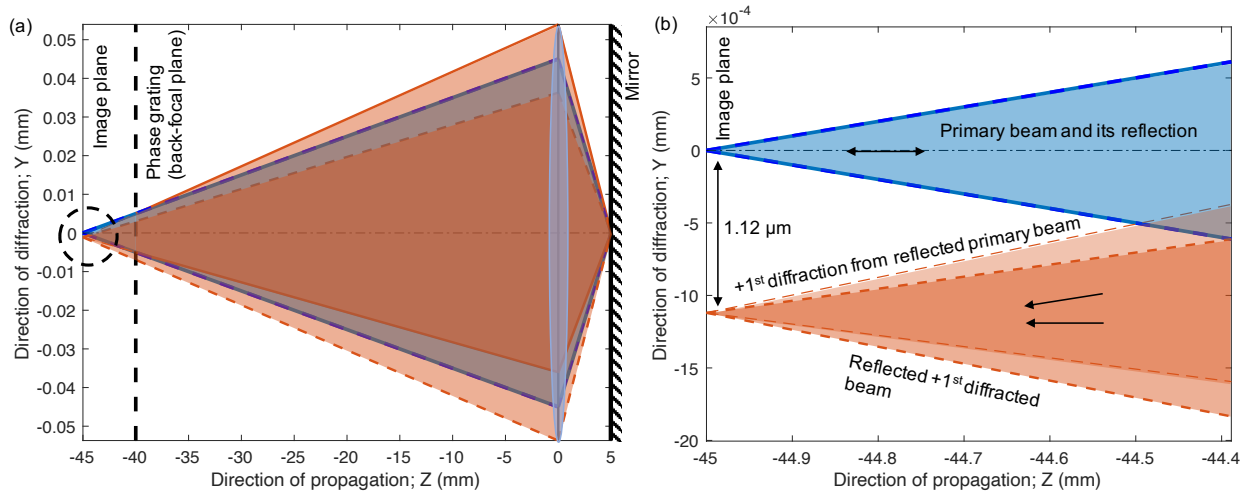 (a)
0.05
0.04
0.03
0.02
0.01
0
-0.01
-0.02
-0.03
-0.04
-0.05
Direction of diffraction; Y (mm)
Image plane
Phase grating
(back-focal plane)
Mirror
-45 -40 -35 -30 -25 -20 -15 -10 -5 0 5
Direction of propagation; Z (mm)
(b)
×10⁻⁴
5
0
-5
-10
-15
-20
Direction of diffraction; Y (mm)
Image plane
Primary beam and its reflection
1.12 µm
+1st diffraction from reflected primary beam
Reflected +1st diffracted
beam
-45 -44.9 -44.8 -44.7 -44.6 -44.5 -44.4
Direction of propagation; Z (mm)